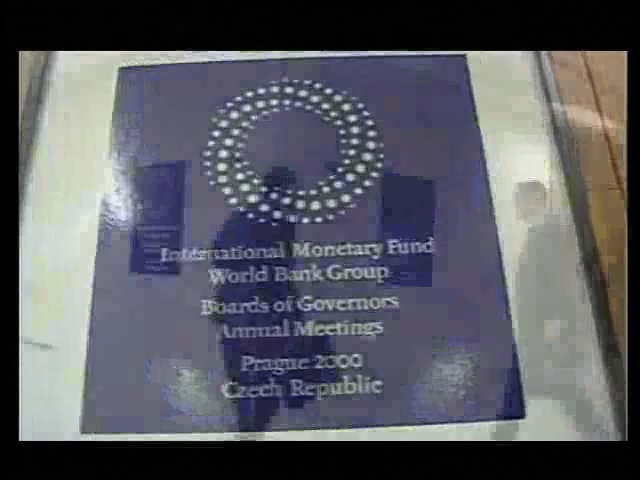 International Monetary Fund
World Bank Group
Boards of Governors
Annual Meetings
Prague 2000
Czech Republic